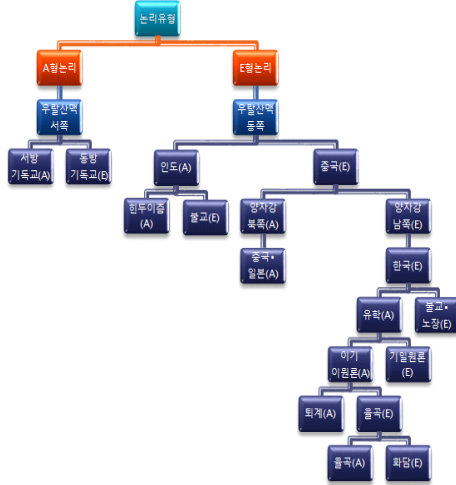 논리유형
A형논리
E형논리
우랄산맥
서쪽
우랄산맥
동쪽
서방
기독교(A)
동방
기독교(E)
인도(A)
중국(E)
힌두이즘
(A)
불교(E)
양자강
북쪽(A)
양자강
남쪽(E)
중국•
일본(A)
한국(E)
유학(A)
불교•
노장(E)
이기
이원론(A)
기일원론
(E)
퇴계(A)
율곡(E)
율곡(A)
화담(E)